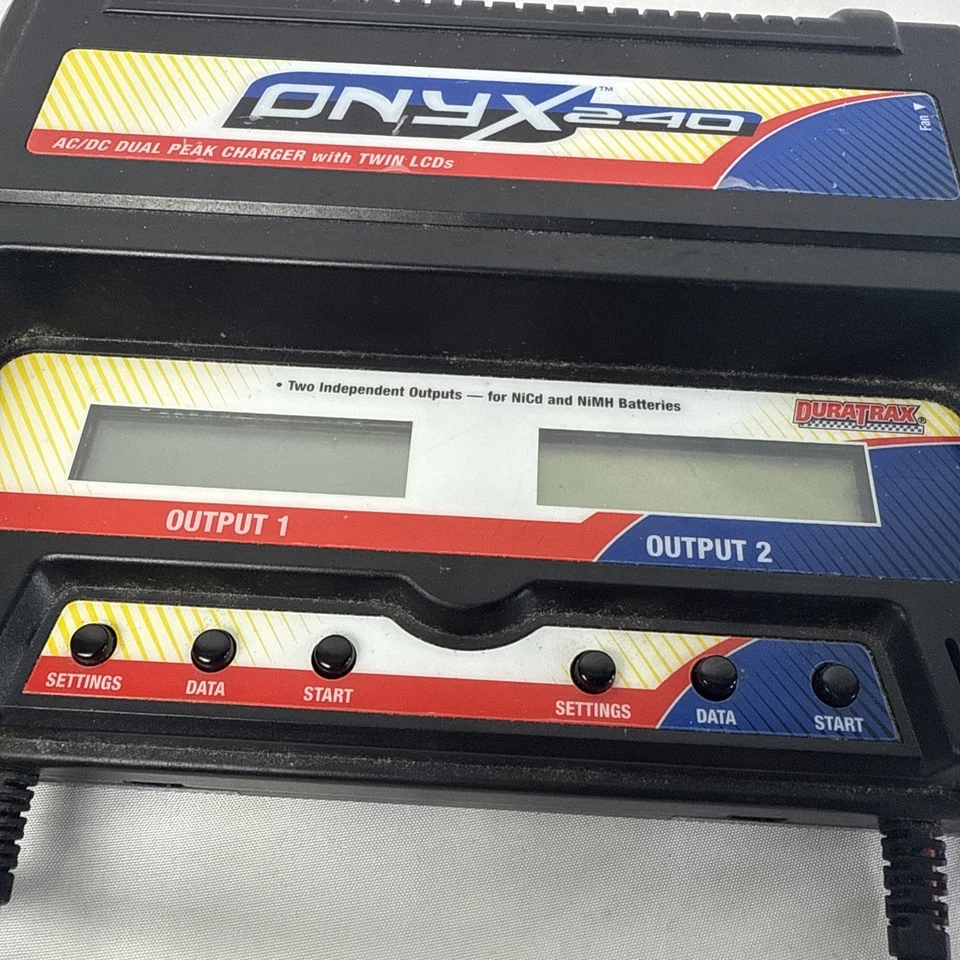 ONYX™ 240
Fan ▲
AC/DC DUAL PEAK CHARGER with TWIN LCDs
• Two Independent Outputs — for NiCd and NiMH Batteries
DURATRAX®
OUTPUT 1
OUTPUT 2
SETTINGS DATA START
SETTINGS DATA START